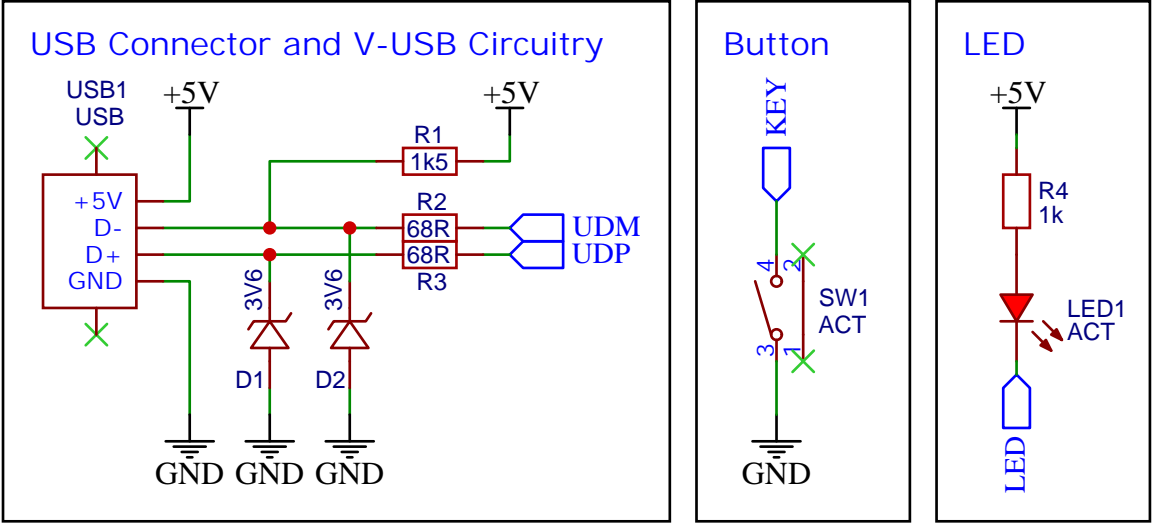 USB Connector and V-USB Circuitry
USB1
USB
+5V
+5V
R1
1k5
+5V
D-
D+
GND
R2
68R
UDM
68R
UDP
R3
3V6
3V6
D1
D2
GND
GND
GND
Button
KEY
4
2
SW1
ACT
3
1
GND
LED
+5V
R4
1k
LED1
ACT
LED